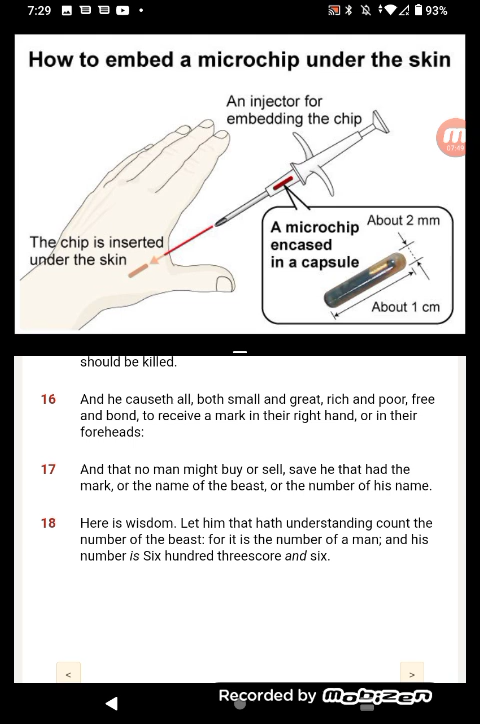 7:29
93%
How to embed a microchip under the skin
An injector for
embedding the chip
07:49
The chip is inserted
under the skin
A microchip
encased
in a capsule
About 2 mm
About 1 cm
should be killed.
16 And he causeth all, both small and great, rich and poor, free
and bond, to receive a mark in their right hand, or in their
foreheads:
17 And that no man might buy or sell, save he that had the
mark, or the name of the beast, or the number of his name.
18 Here is wisdom. Let him that hath understanding count the
number of the beast: for it is the number of a man; and his
number is Six hundred threescore and six.
< >
Recorded by Mobizen